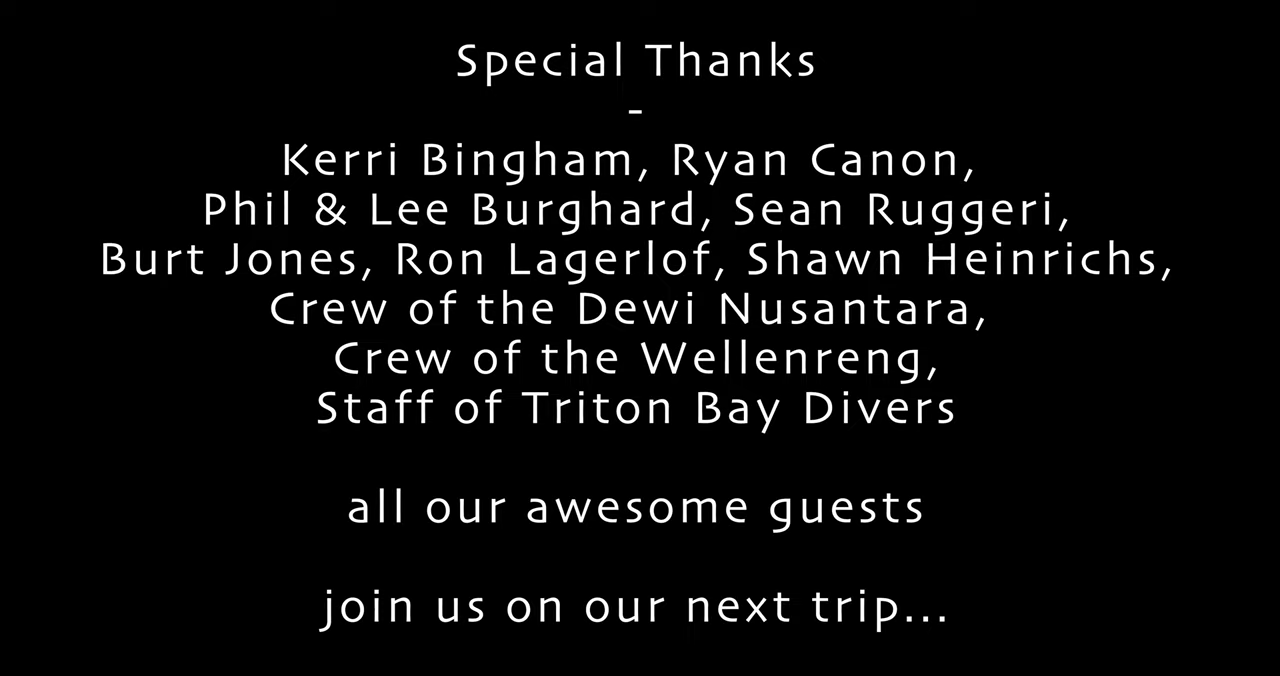 Special Thanks
-
Kerri Bingham, Ryan Canon,
Phil & Lee Burghard, Sean Ruggeri,
Burt Jones, Ron Lagerlof, Shawn Heinrichs,
Crew of the Dewi Nusantara,
Crew of the Wellenreng,
Staff of Triton Bay Divers
all our awesome guests
join us on our next trip...